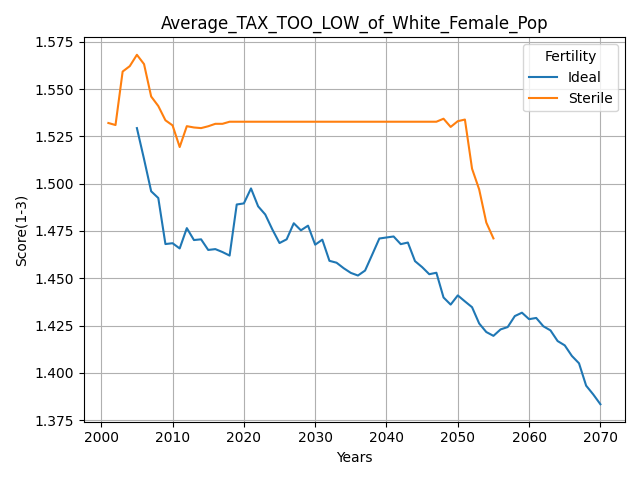 Average_TAX_TOO_LOW_of_White_Female_Pop
Fertility
Ideal
Sterile
Score(1-3)
1.575
1.550
1.525
1.500
1.475
1.450
1.425
1.400
1.375
2000 2010 2020 2030 2040 2050 2060 2070
Years